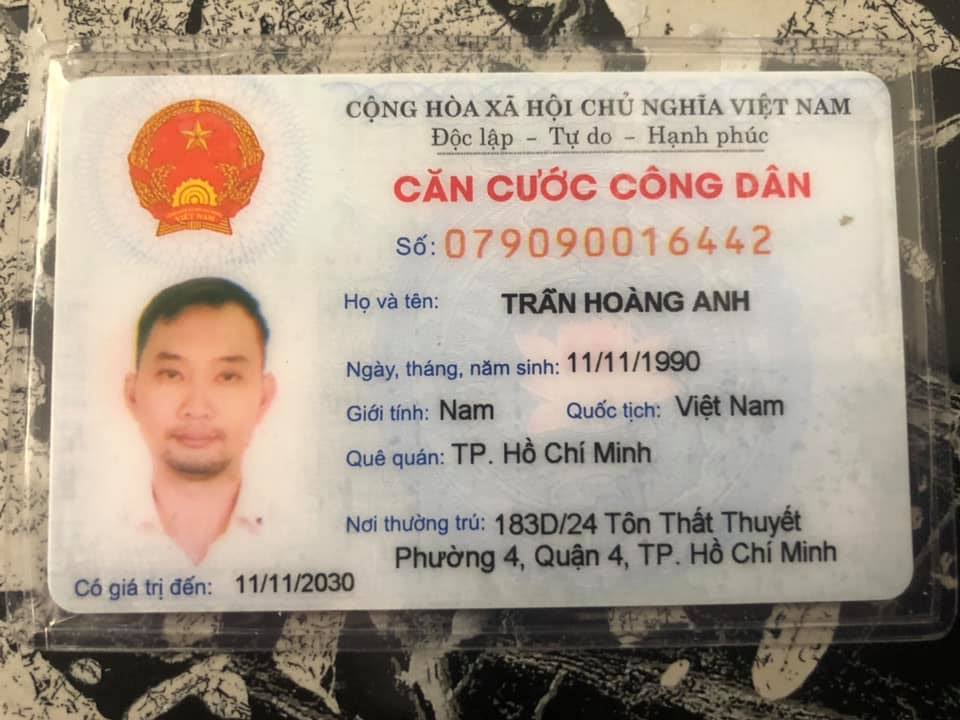 CỘNG HÒA XÃ HỘI CHỦ NGHĨA VIỆT NAM
Độc lập - Tự do - Hạnh phúc
CĂN CƯỚC CÔNG DÂN
Số: 079090016442
Họ và tên: TRẦN HOÀNG ANH
Ngày, tháng, năm sinh: 11/11/1990
Giới tính: Nam Quốc tịch: Việt Nam
Quê quán: TP. Hồ Chí Minh
Nơi thường trú: 183D/24 Tôn Thất Thuyết
Phường 4, Quận 4, TP. Hồ Chí Minh
Có giá trị đến: 11/11/2030